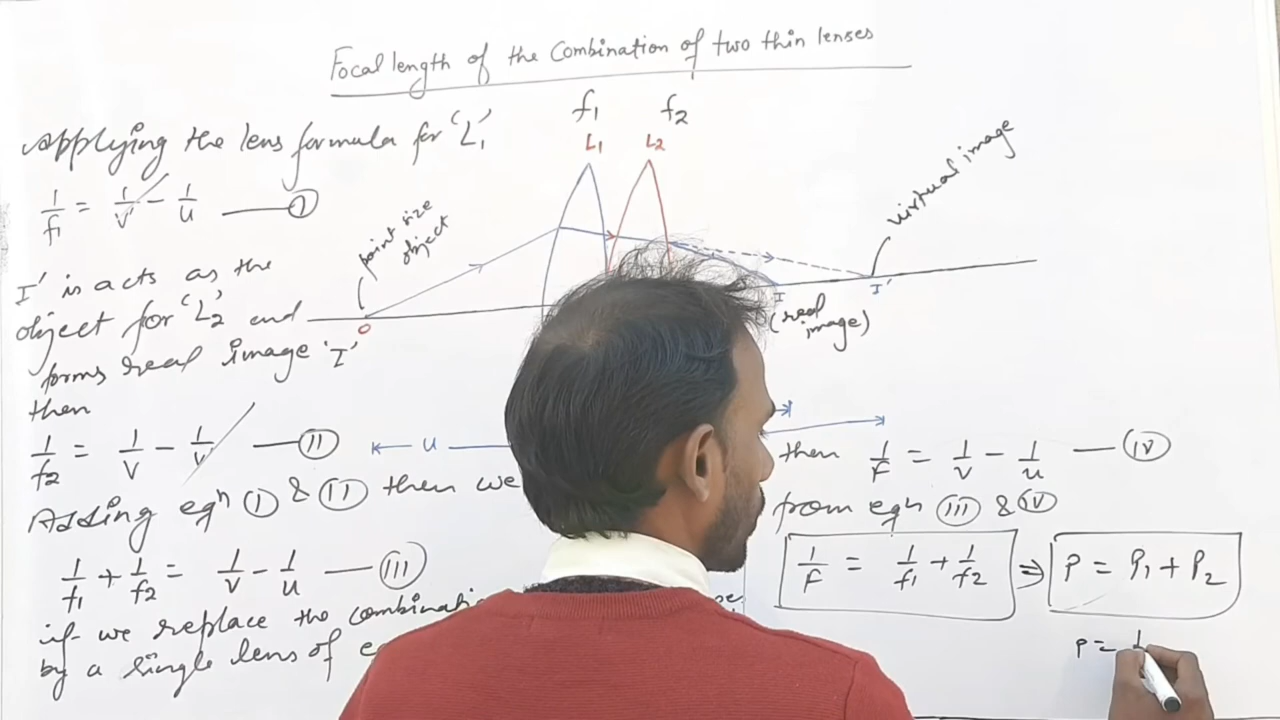 Focal length of the Combination of two thin lenses
Applying the lens formula for 'L1'
1/f1 = 1/v' - 1/u — (I)
I' is acts as the
object for 'L2' and
forms real image 'I'
then
1/f2 = 1/v - 1/v' — (II)
Adding eqn (I) & (II) then we
1/f1 + 1/f2 = 1/v - 1/u — (III)
if we replace the combinatio
by a single lens of e
f1 f2
L1 L2
point size
object
O
virtual image
I I'
(real
image)
u
then 1/F = 1/v - 1/u — (IV)
from eqn (III) & (IV)
1/F = 1/f1 + 1/f2 ⇒ P = P1 + P2
P = 1